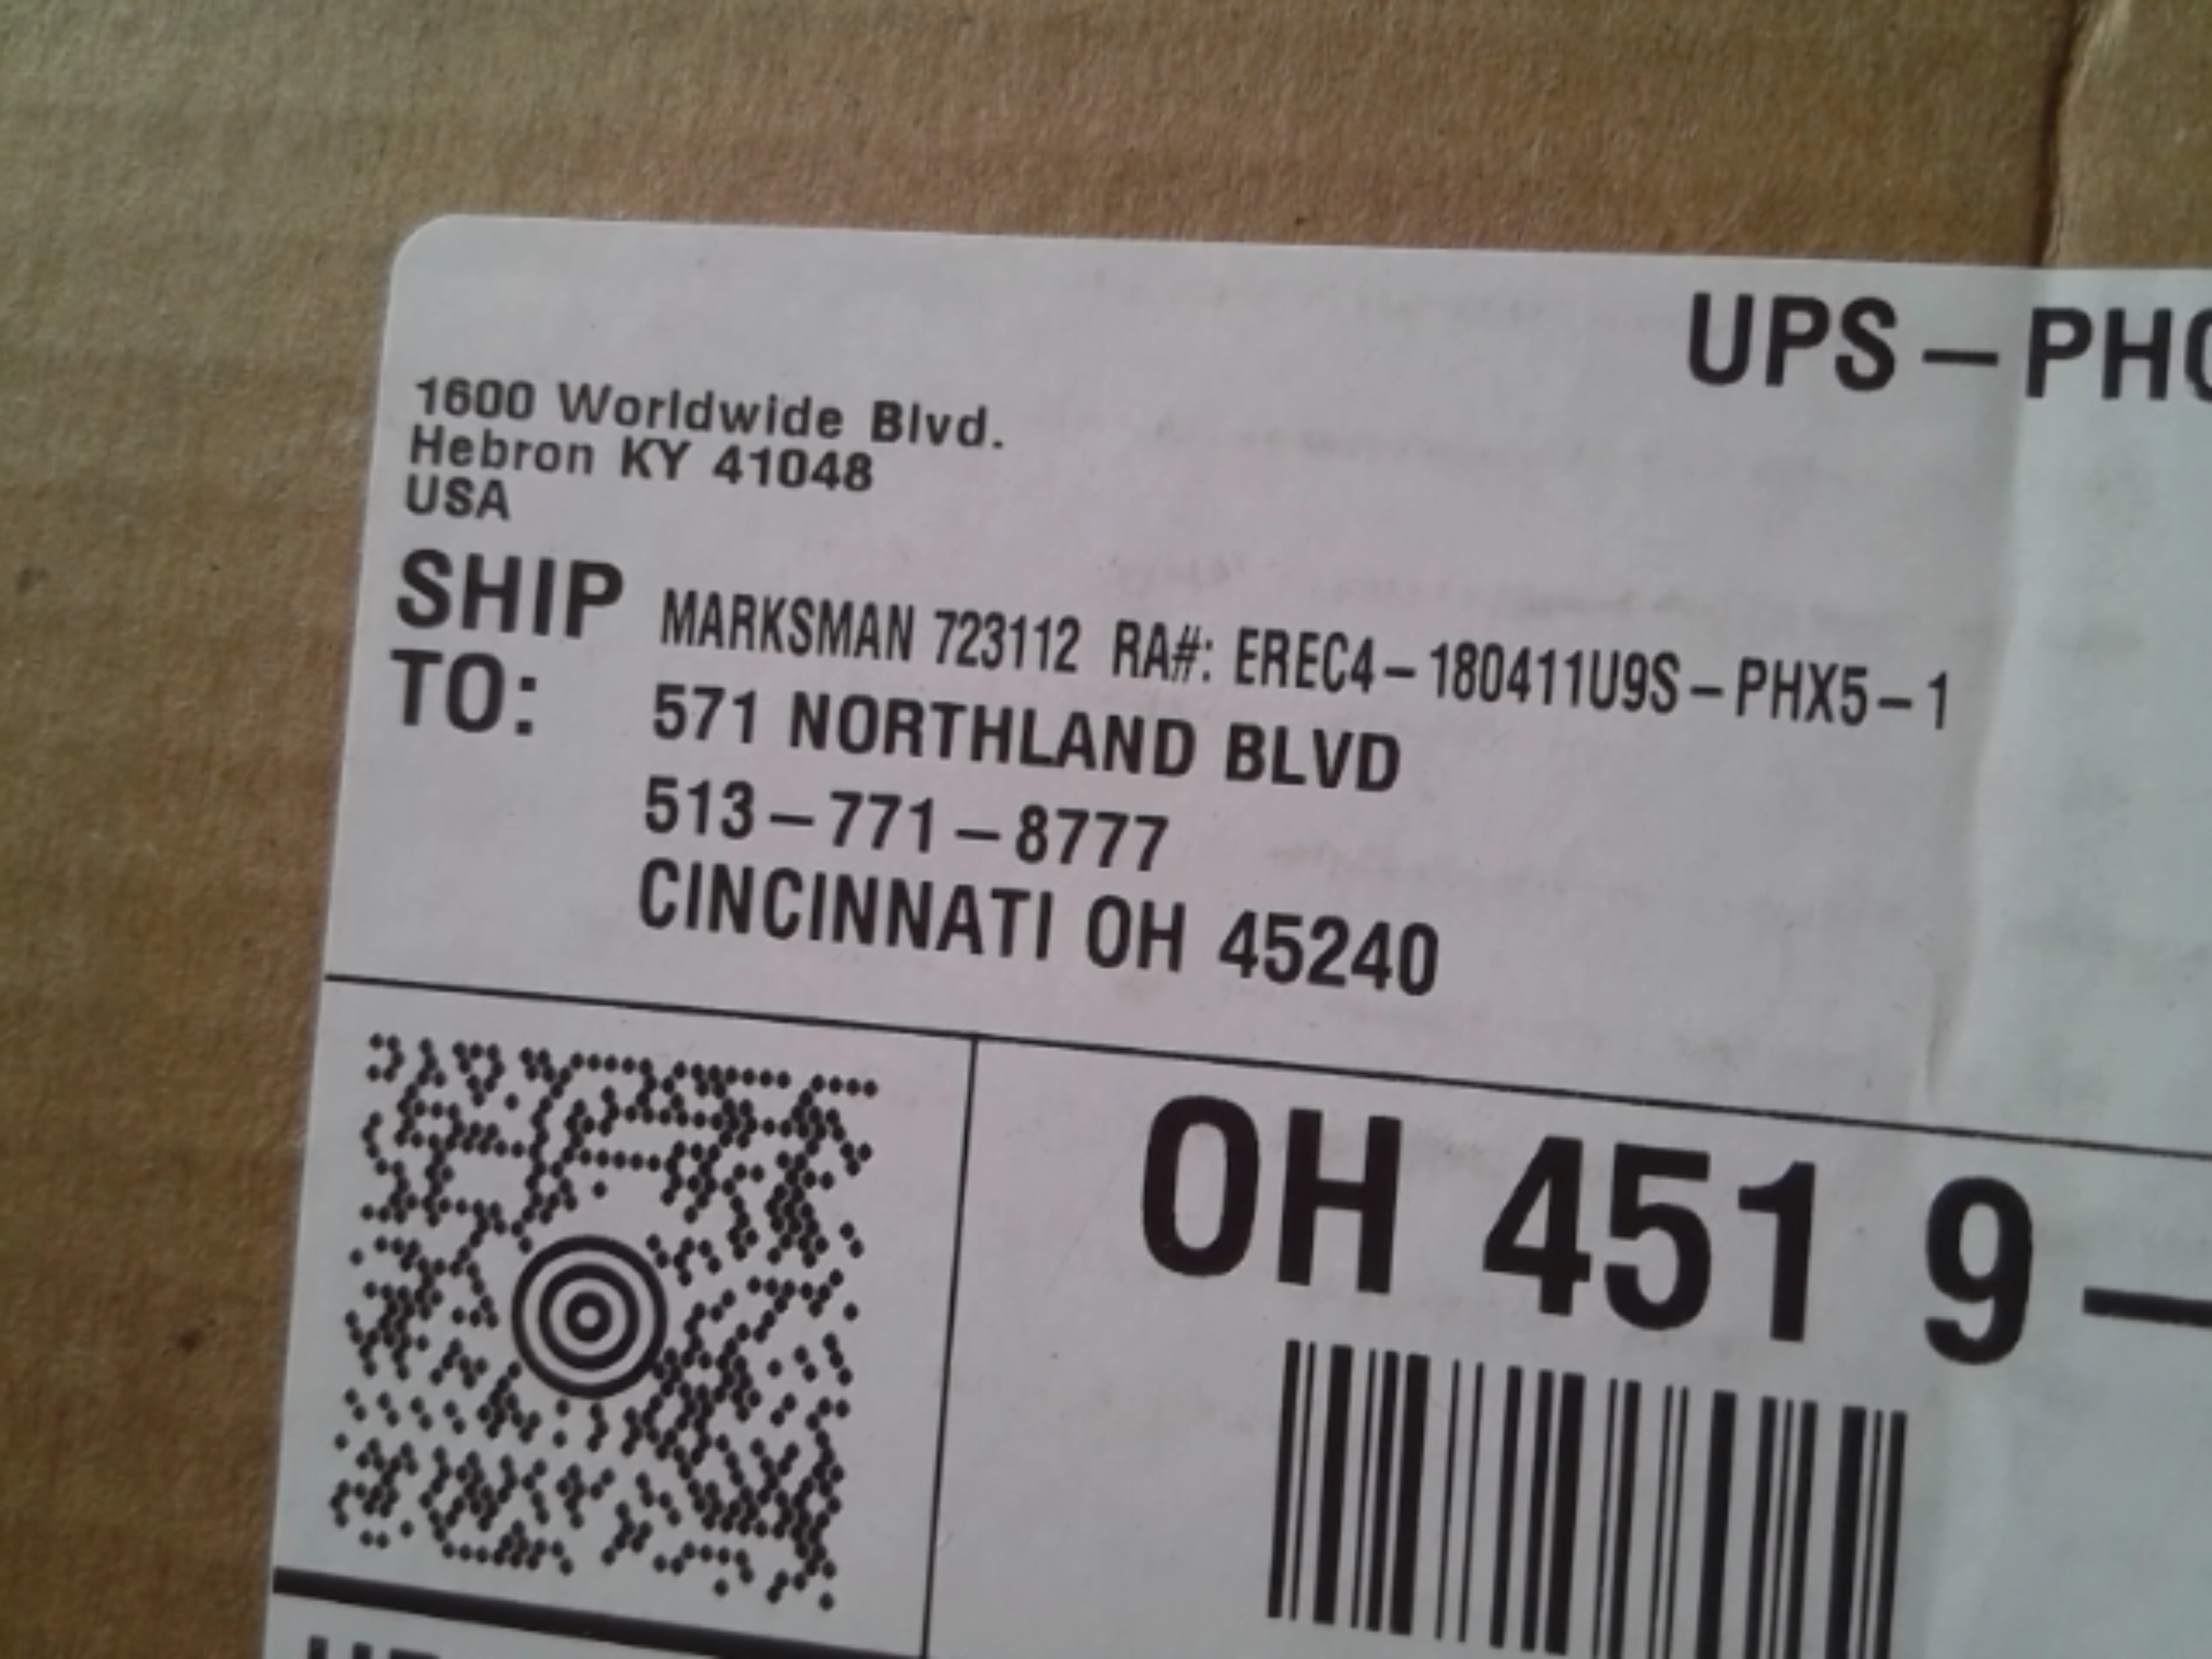 UPS – PHO
1600 Worldwide Blvd.
Hebron KY 41048
USA
SHIP TO:
MARKSMAN 723112 RA#: EREC4–180411U9S–PHX5–1
571 NORTHLAND BLVD
513–771–8777
CINCINNATI OH 45240
OH 451 9 –